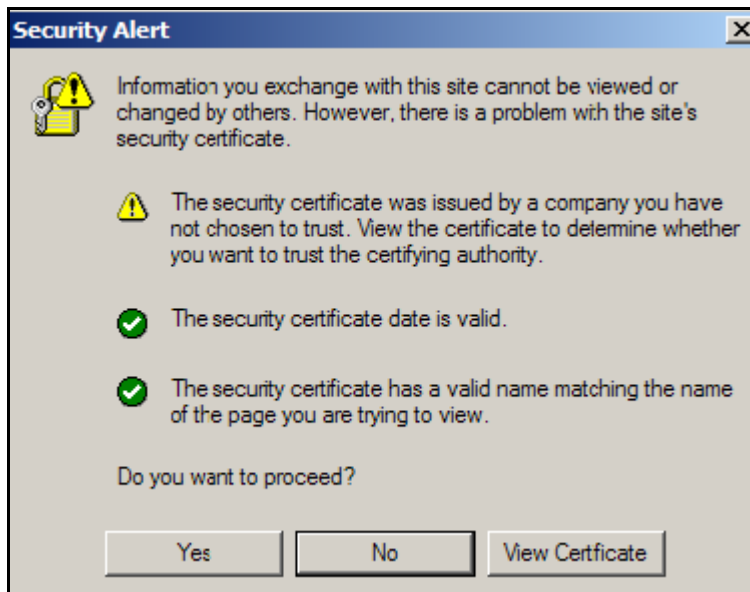 Security Alert
Information you exchange with this site cannot be viewed or
changed by others. However, there is a problem with the site's
security certificate.
The security certificate was issued by a company you have
not chosen to trust. View the certificate to determine whether
you want to trust the certifying authority.
The security certificate date is valid.
The security certificate has a valid name matching the name
of the page you are trying to view.
Do you want to proceed?
Yes No View Certficate